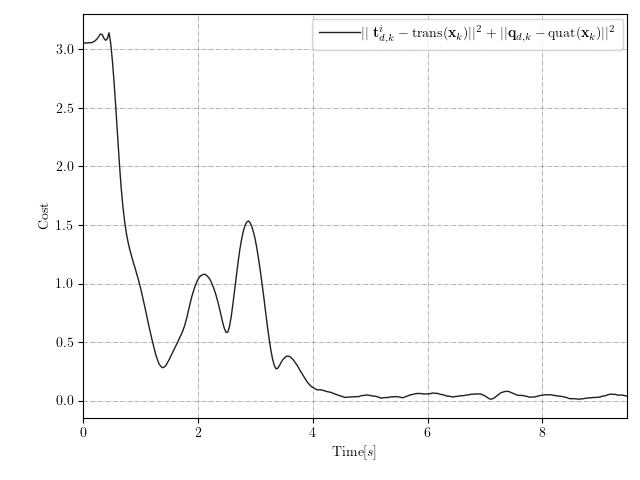 || t^i_{d,k} − trans(x_k)||^2 + ||q_{d,k} − quat(x_k)||^2
3.0
2.5
2.0
1.5
1.0
0.5
0.0
Cost
0 2 4 6 8
Time[s]